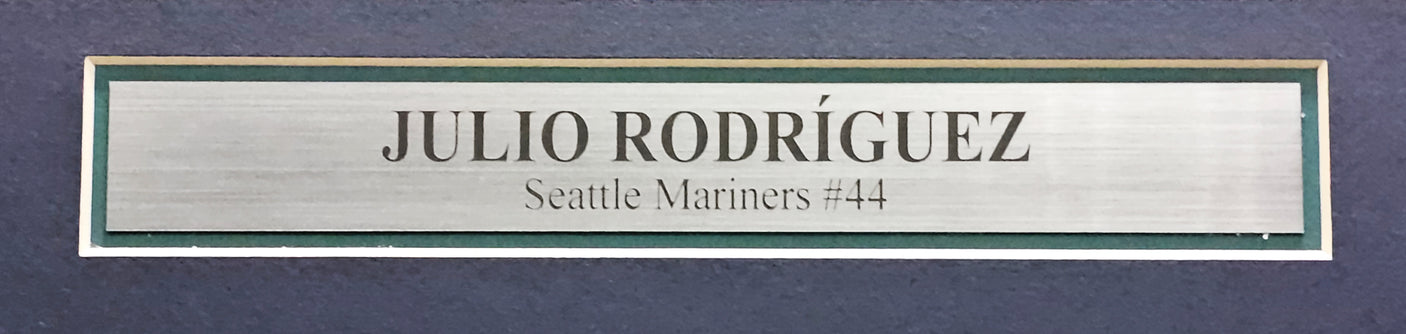 JULIO RODRÍGUEZ
Seattle Mariners #44